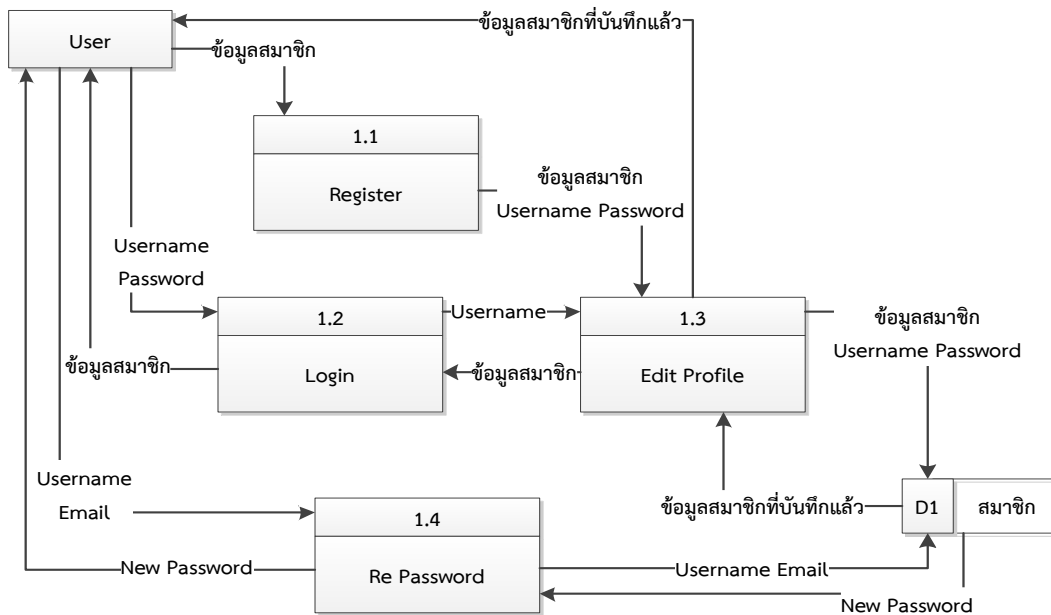 ข้อมูลสมาชิกที่บันทึกแล้ว
User
ข้อมูลสมาชิก
1.1
Register
ข้อมูลสมาชิก
Username Password
Username
Password
1.2
Login
Username
1.3
Edit Profile
ข้อมูลสมาชิก
Username Password
ข้อมูลสมาชิก
ข้อมูลสมาชิก
Username
Email
ข้อมูลสมาชิกที่บันทึกแล้ว
D1
สมาชิก
1.4
Re Password
New Password
Username Email
New Password